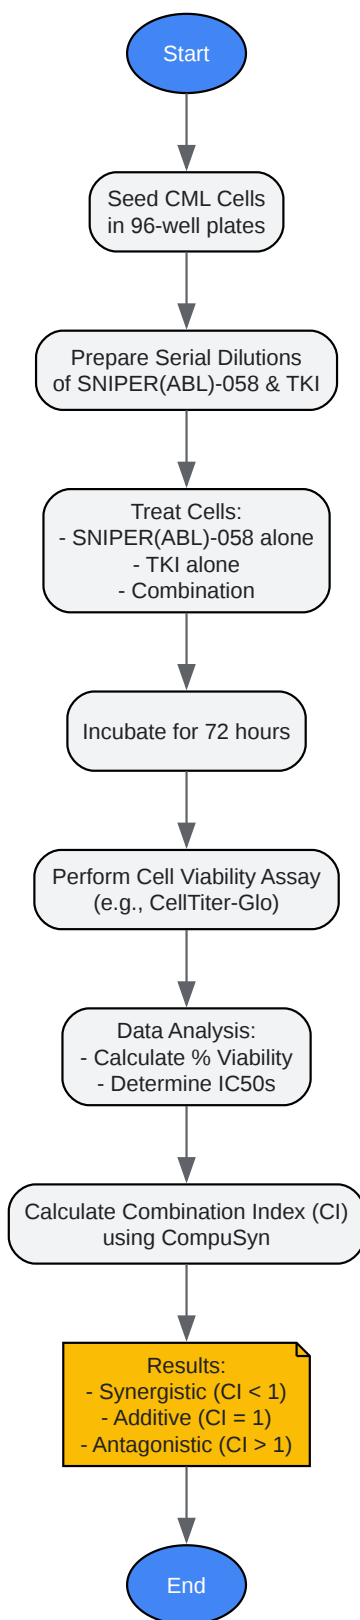 Start
Seed CML Cells
in 96-well plates
Prepare Serial Dilutions
of SNIPER(ABL)-058 & TKI
Treat Cells:
- SNIPER(ABL)-058 alone
- TKI alone
- Combination
Incubate for 72 hours
Perform Cell Viability Assay
(e.g., CellTiter-Glo)
Data Analysis:
- Calculate % Viability
- Determine IC50s
Calculate Combination Index (CI)
using CompuSyn
Results:
- Synergistic (CI < 1)
- Additive (CI = 1)
- Antagonistic (CI > 1)
End